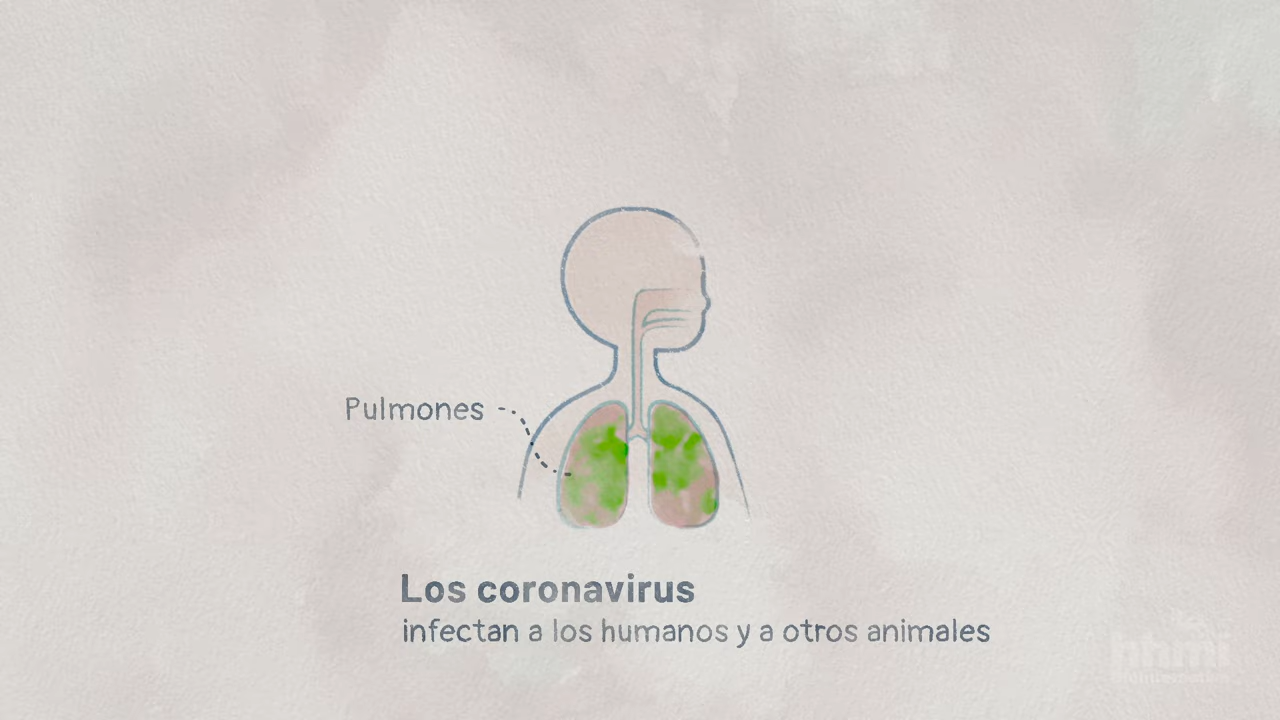 Pulmones
Los coronavirus
infectan a los humanos y a otros animales
hhmi